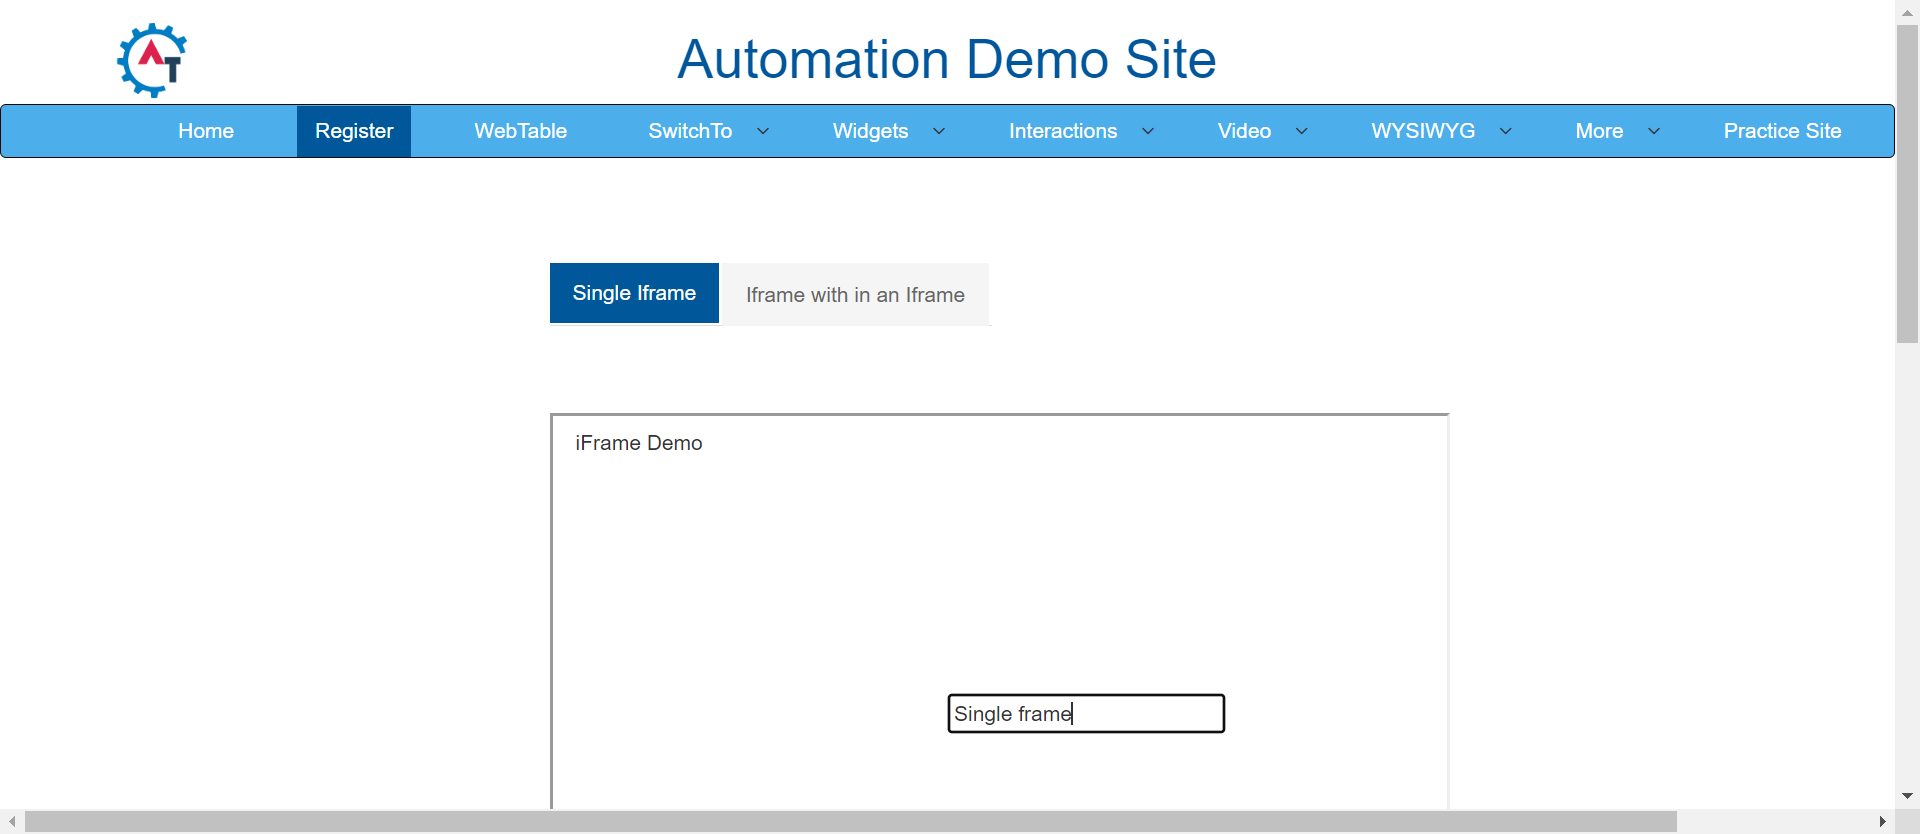 AT
Automation Demo Site
Home Register WebTable SwitchTo Widgets Interactions Video WYSIWYG More Practice Site
Single Iframe Iframe with in an Iframe
iFrame Demo
Single frame